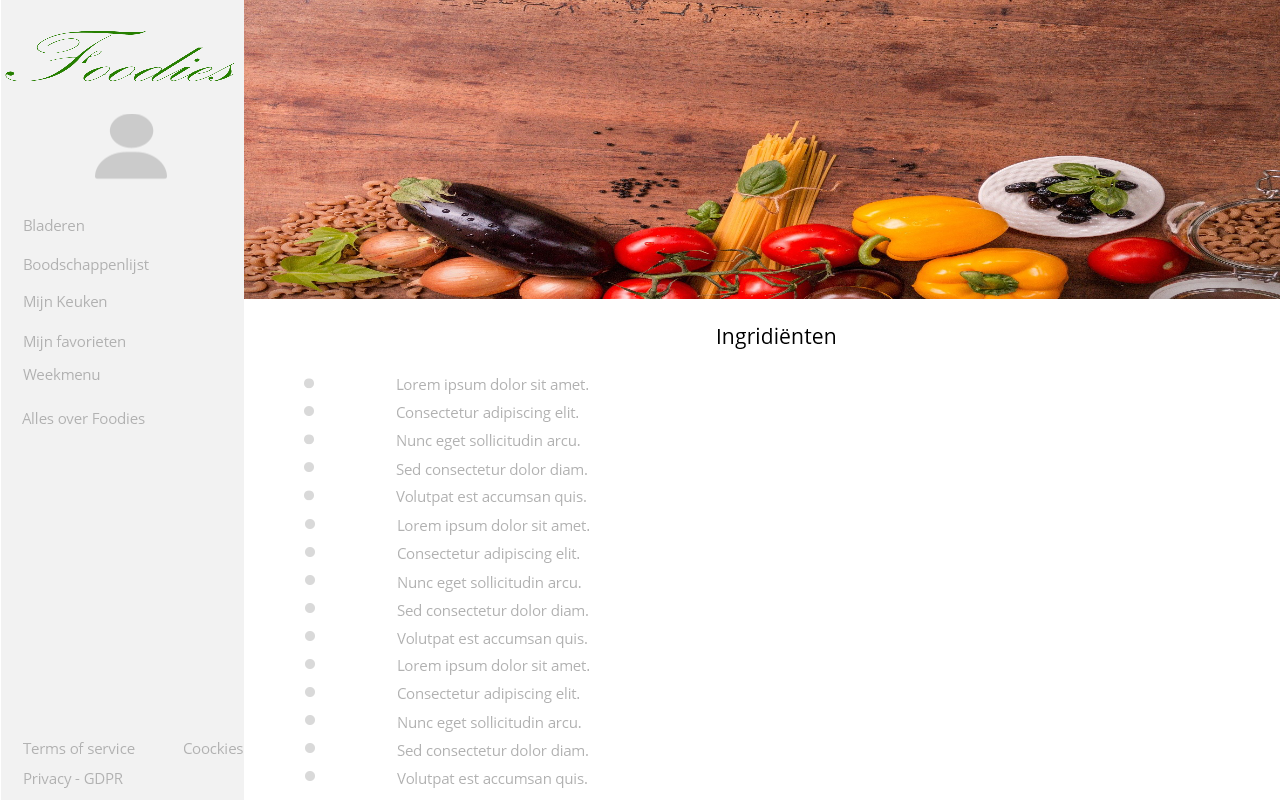 Foodies
Bladeren
Boodschappenlijst
Mijn Keuken
Mijn favorieten
Weekmenu
Alles over Foodies
Terms of service
Coockies
Privacy - GDPR
Ingridiënten
Lorem ipsum dolor sit amet.
Consectetur adipiscing elit.
Nunc eget sollicitudin arcu.
Sed consectetur dolor diam.
Volutpat est accumsan quis.
Lorem ipsum dolor sit amet.
Consectetur adipiscing elit.
Nunc eget sollicitudin arcu.
Sed consectetur dolor diam.
Volutpat est accumsan quis.
Lorem ipsum dolor sit amet.
Consectetur adipiscing elit.
Nunc eget sollicitudin arcu.
Sed consectetur dolor diam.
Volutpat est accumsan quis.